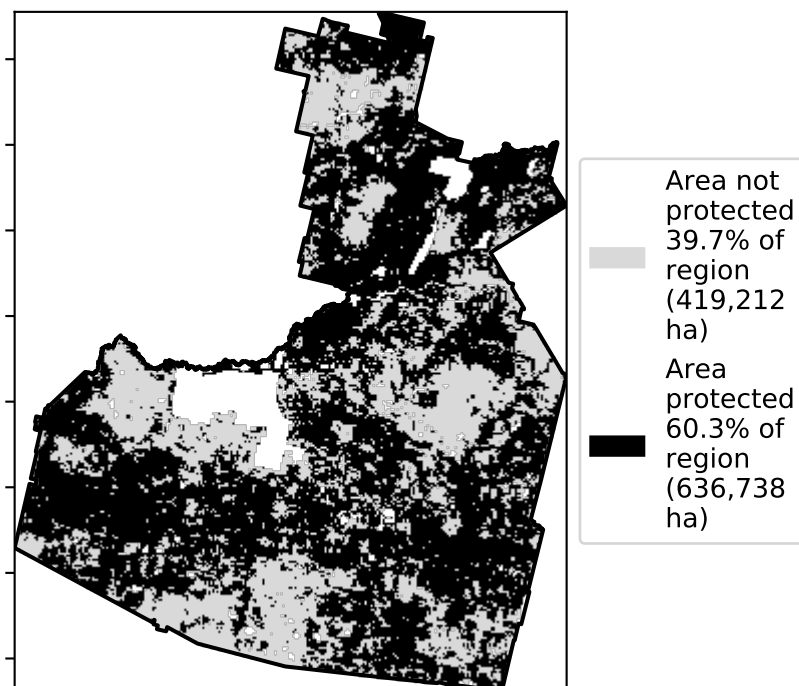 Area not
protected
39.7% of
region
(419,212
ha)
Area
protected
60.3% of
region
(636,738
ha)